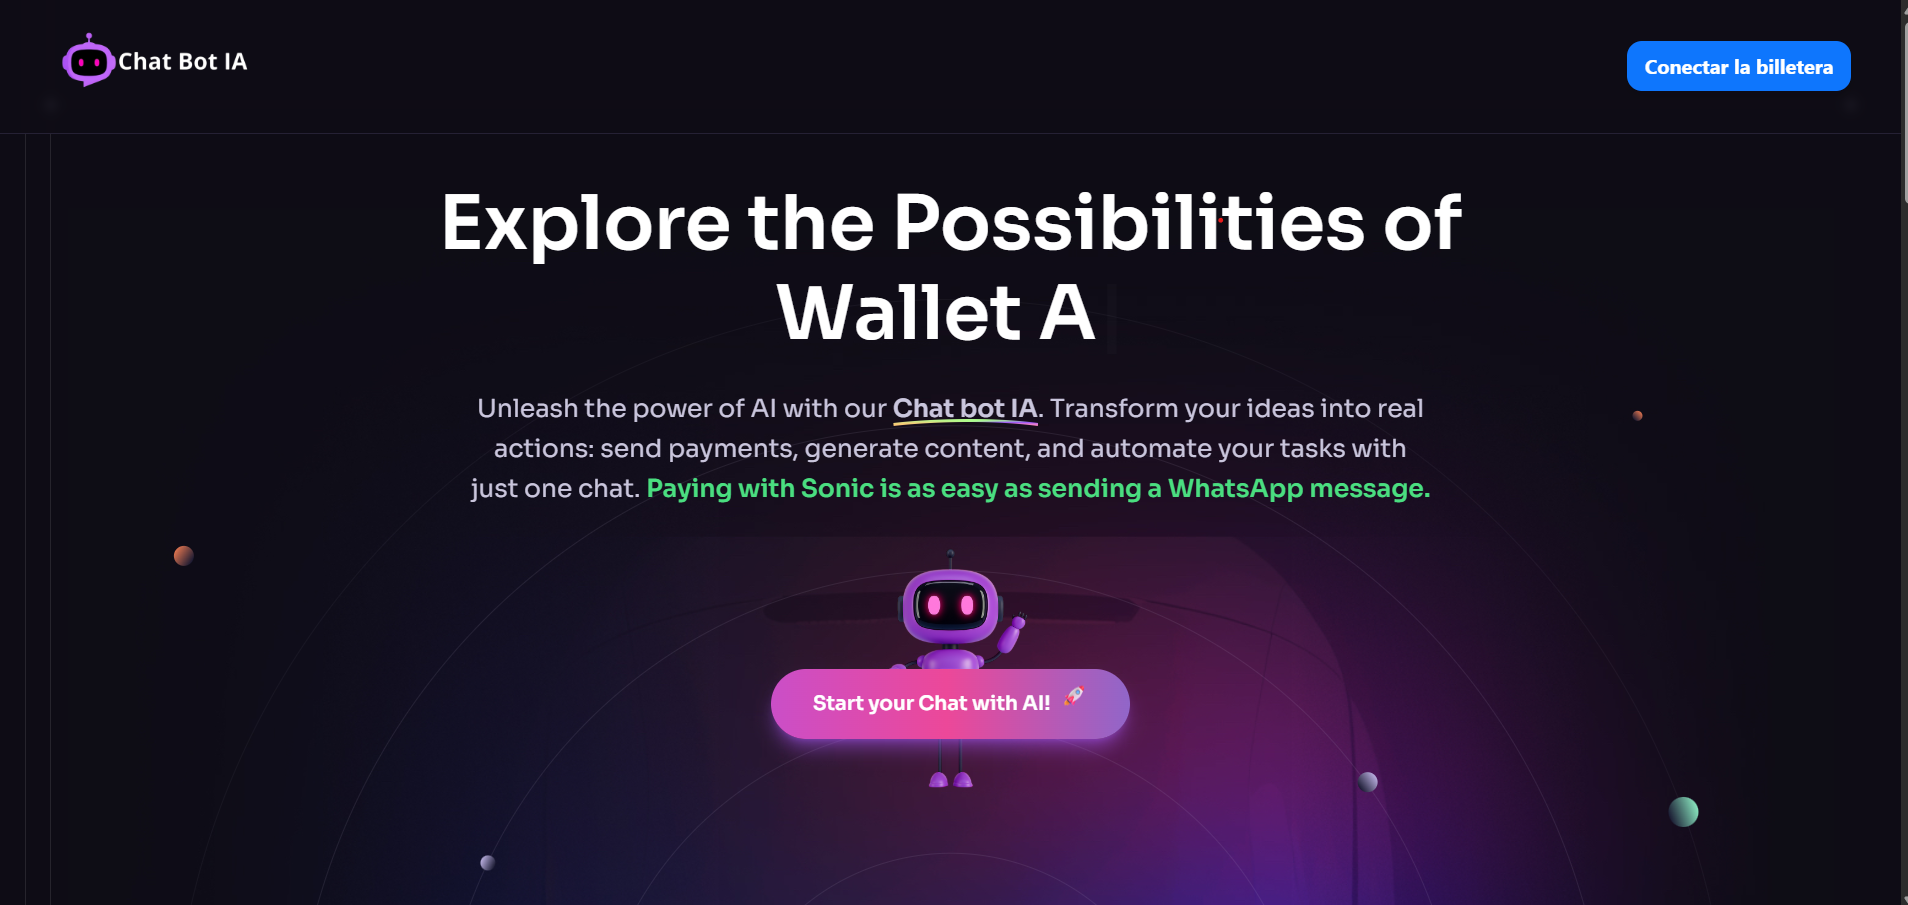 Chat Bot IA
Conectar la billetera
Explore the Possibilities of
Wallet A
Unleash the power of AI with our Chat bot IA. Transform your ideas into real
actions: send payments, generate content, and automate your tasks with
just one chat. Paying with Sonic is as easy as sending a WhatsApp message.
Start your Chat with AI! 🚀